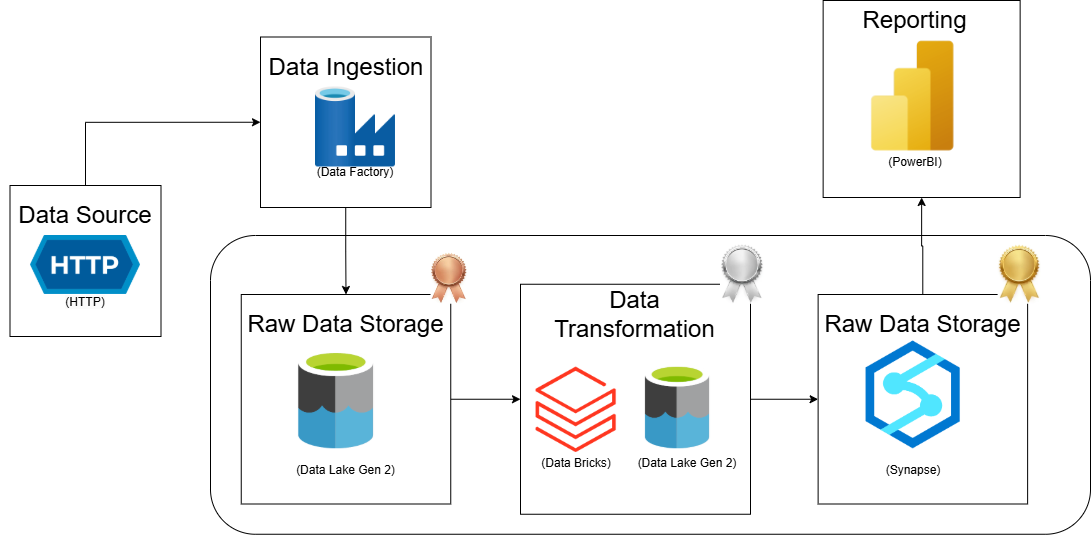 Reporting
(PowerBI)
Data Ingestion
(Data Factory)
Data Source
HTTP
(HTTP)
Raw Data Storage
(Data Lake Gen 2)
Data
Transformation
(Data Bricks)
(Data Lake Gen 2)
Raw Data Storage
(Synapse)